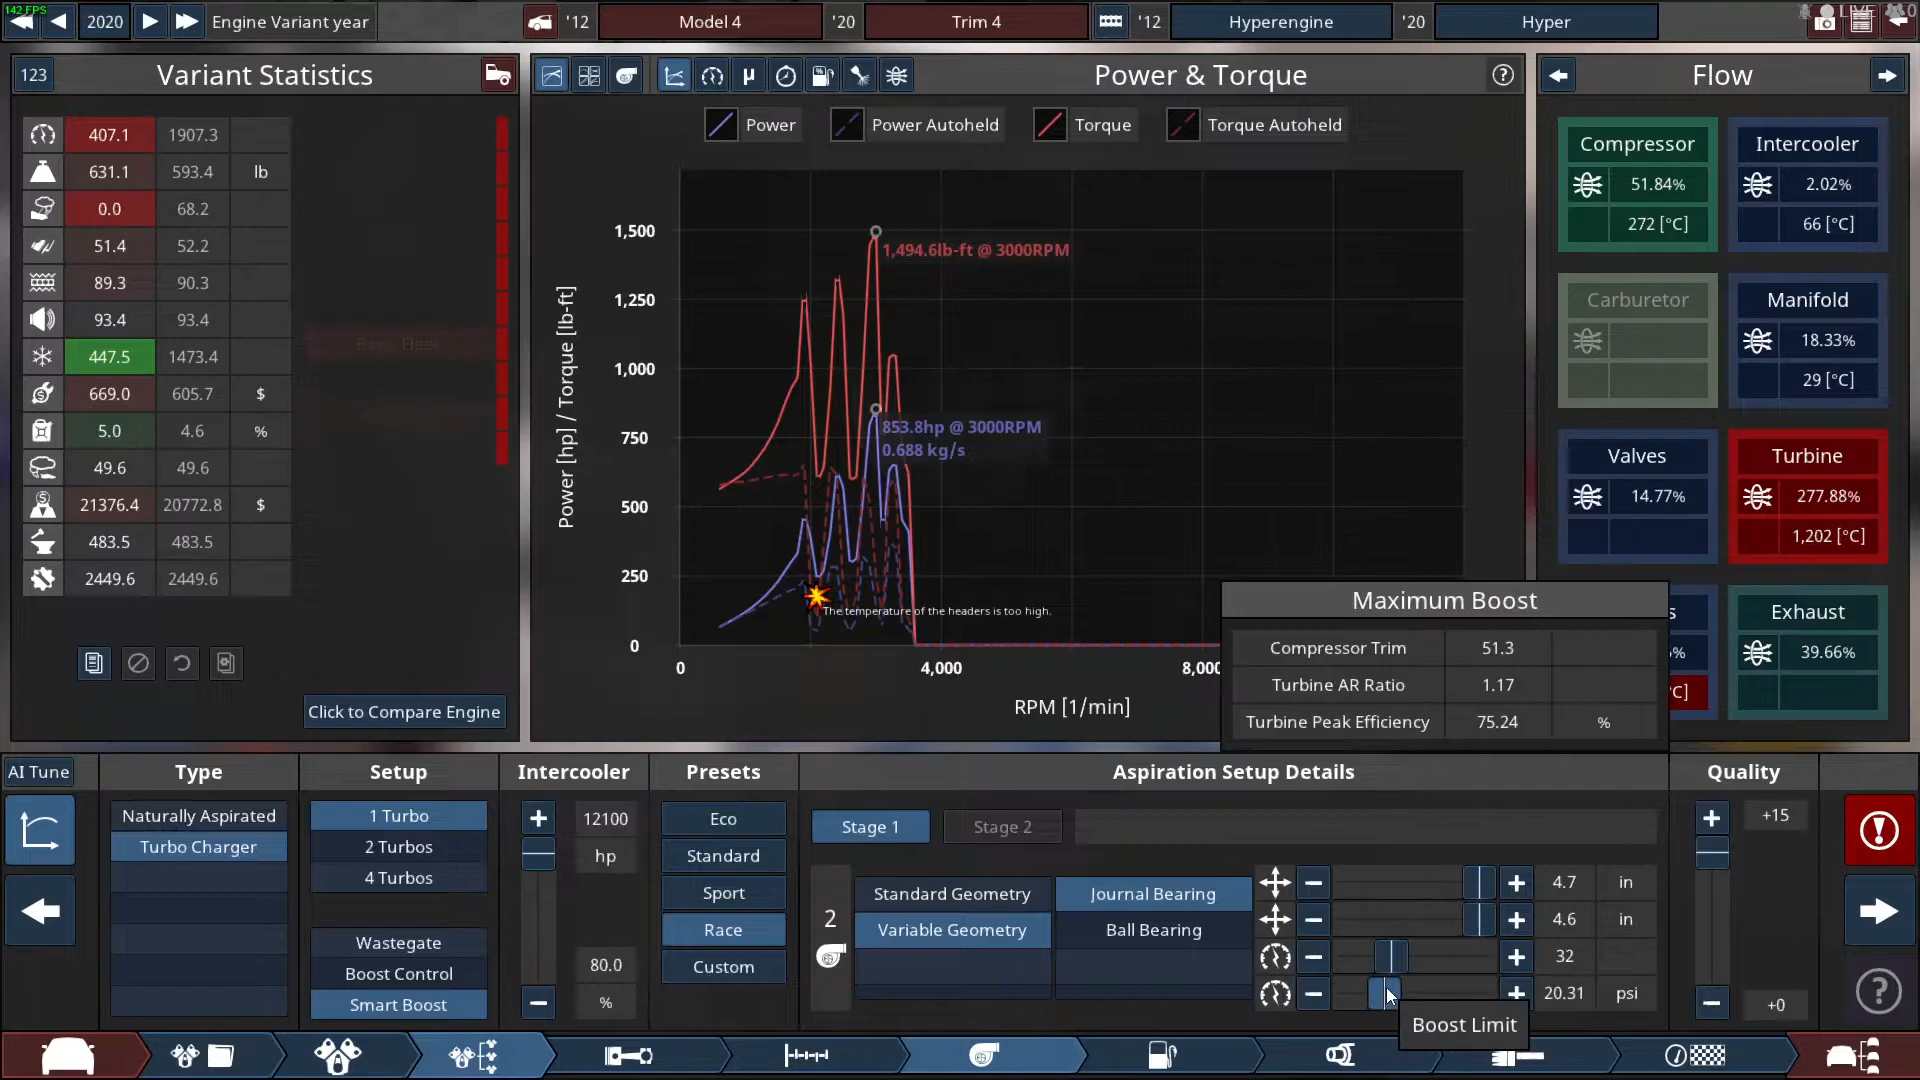 142 FPS
2020
Engine Variant year
'12
Model 4
'20
Trim 4
'12
Hyperengine
'20
Hyper
LIVE
0
123
Variant Statistics
407.1 1907.3
631.1 593.4 lb
0.0 68.2
51.4 52.2
89.3 90.3
93.4 93.4
447.5 1473.4
669.0 605.7 $
5.0 4.6 %
49.6 49.6
21376.4 20772.8 $
483.5 483.5
2449.6 2449.6
Click to Compare Engine
Power & Torque
?
Power
Power Autoheld
Torque
Torque Autoheld
Power [hp] / Torque [lb-ft]
1,500
1,250
1,000
750
500
250
0
1,494.6lb-ft @ 3000RPM
853.8hp @ 3000RPM
0.688 kg/s
The temperature of the headers is too high.
0
4,000
8,000
RPM [1/min]
Flow
Compressor
51.84%
272 [°C]
Intercooler
2.02%
66 [°C]
Carburetor
Manifold
18.33%
29 [°C]
Valves
14.77%
Turbine
277.88%
1,202 [°C]
s
%
°C]
Exhaust
39.66%
Maximum Boost
Compressor Trim 51.3
Turbine AR Ratio 1.17
Turbine Peak Efficiency 75.24 %
AI Tune
Type
Naturally Aspirated
Turbo Charger
Setup
1 Turbo
2 Turbos
4 Turbos
Wastegate
Boost Control
Smart Boost
Intercooler
12100
hp
80.0
%
Presets
Eco
Standard
Sport
Race
Custom
Aspiration Setup Details
Stage 1
Stage 2
2
Standard Geometry
Variable Geometry
Journal Bearing
Ball Bearing
4.7 in
4.6 in
32
20.31 psi
Boost Limit
Quality
+15
+0
?